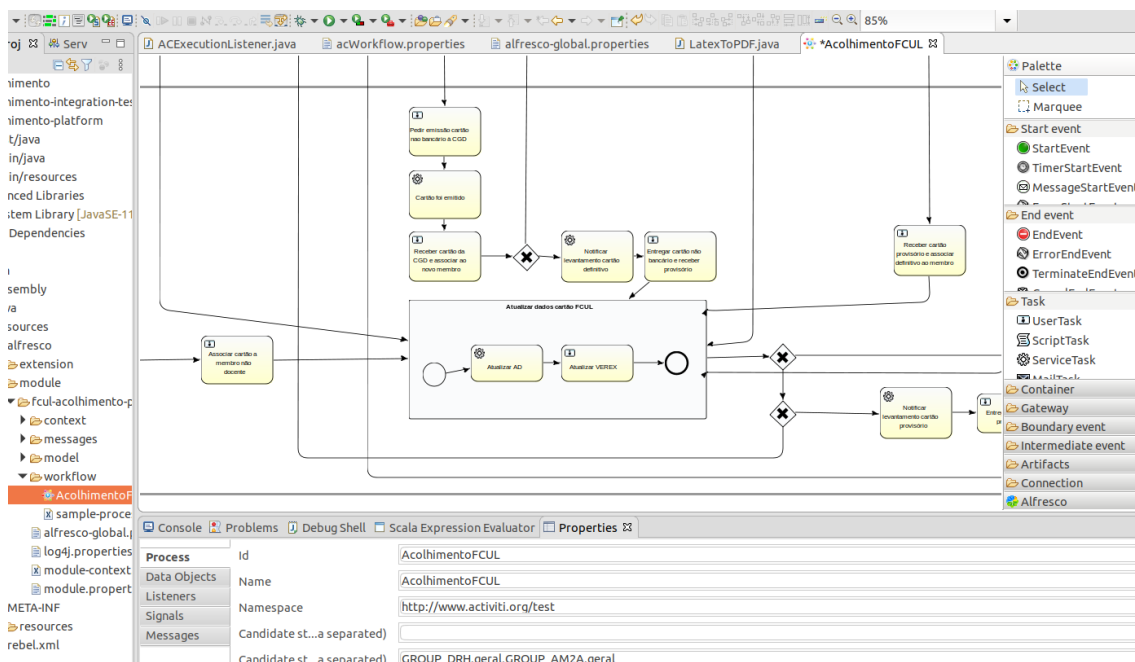 85%
roj
Serv
ACExecutionListener.java
acWorkflow.properties
alfresco-global.properties
LatexToPDF.java
*AcolhimentoFCUL
himento
himento-integration-tes
himento-platform
t/java
in/java
in/resources
nced Libraries
stem Library [JavaSE-11
Dependencies
sembly
va
sources
alfresco
extension
module
fcul-acolhimento-p
context
messages
model
workflow
AcolhimentoF
sample-proce
alfresco-global.p
log4j.properties
module-context
module.propert
META-INF
resources
rebel.xml
Pedir emissão cartão
nao bancário à CGD
Cartão foi emitido
Receber cartão da
CGD e associar ao
novo membro
Notificar
levantamento cartão
definitivo
Entregar cartão não
bancário e receber
provisório
Receber cartão
provisório e associar
definitivo ao membro
Atualizar dados cartão FCUL
Associar cartão a
membro não
docente
Atualizar AD
Atualizar VEREX
Notificar
levantamento cartão
provisório
Entre
Palette
Select
Marquee
Start event
StartEvent
TimerStartEvent
MessageStartEvent
End event
EndEvent
ErrorEndEvent
TerminateEndEvent
Task
UserTask
ScriptTask
ServiceTask
MailTask
Container
Gateway
Boundary event
Intermediate event
Artifacts
Connection
Alfresco
Console
Problems
Debug Shell
Scala Expression Evaluator
Properties
Process
Data Objects
Listeners
Signals
Messages
Id
AcolhimentoFCUL
Name
AcolhimentoFCUL
Namespace
http://www.activiti.org/test
Candidate st...a separated)
Candidate st...a separated)
GROUP_DRH.geral,GROUP_AM2A.geral